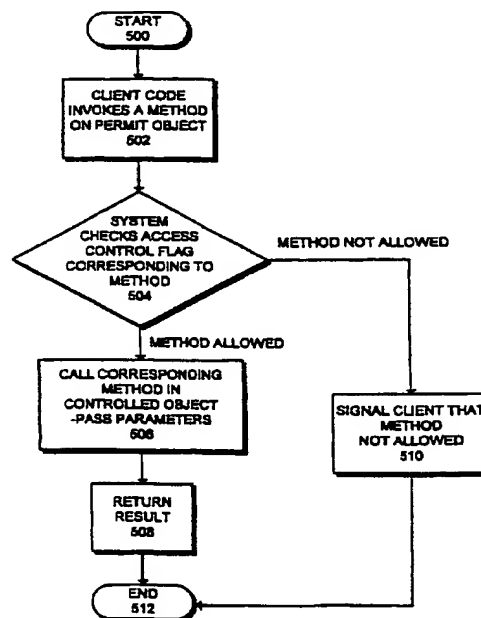 START
500
CLIENT CODE
INVOKES A METHOD
ON PERMIT OBJECT
502
SYSTEM
CHECKS ACCESS
CONTROL FLAG
CORRESPONDING TO
METHOD
504
METHOD NOT ALLOWED
METHOD ALLOWED
CALL CORRESPONDING
METHOD IN
CONTROLLED OBJECT
-PASS PARAMETERS
506
SIGNAL CLIENT THAT
METHOD
NOT ALLOWED
510
RETURN
RESULT
508
END
512